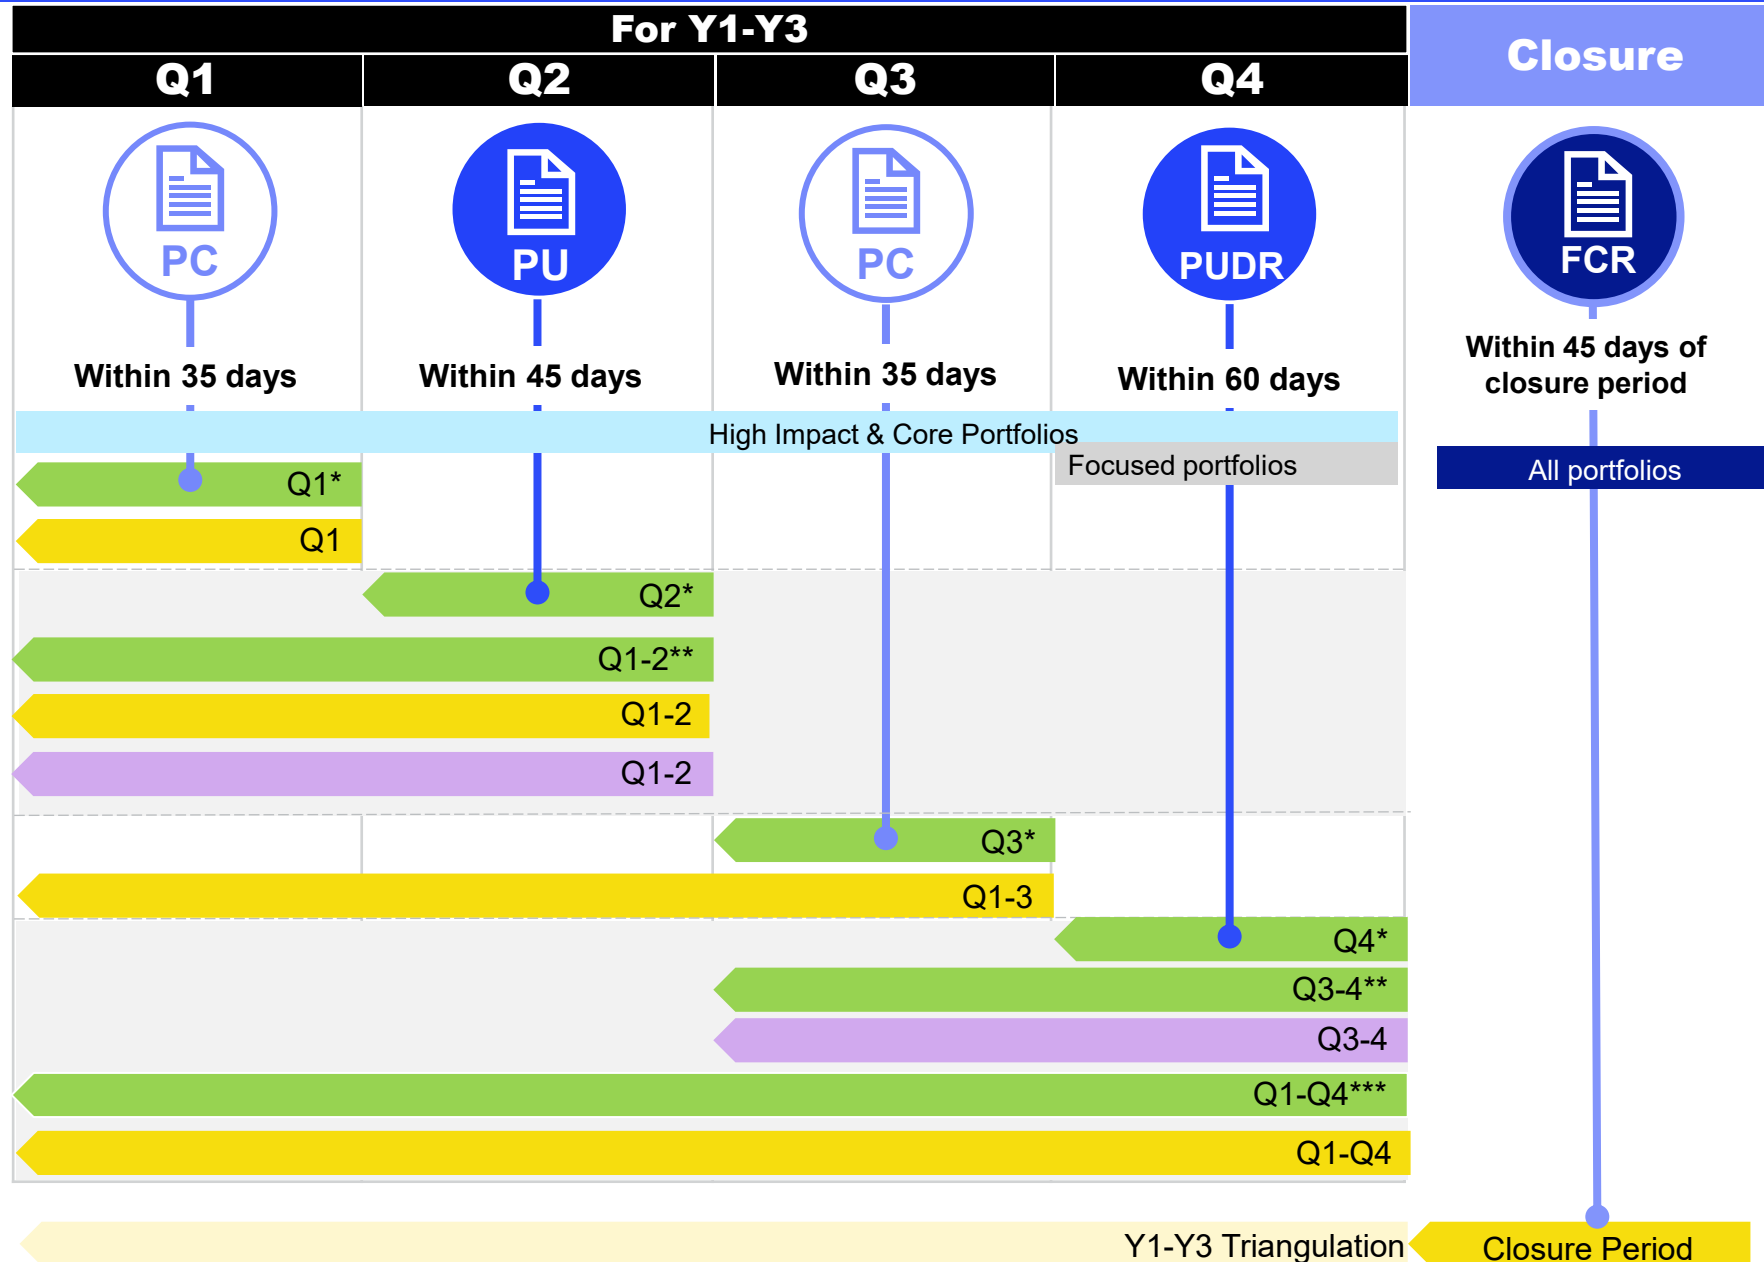 For Y1-Y3
Closure
Q1
Q2
Q3
Q4
PC
PU
PC
PUDR
FCR
Within 35 days
Within 45 days
Within 35 days
Within 60 days
Within 45 days of
closure period
High Impact & Core Portfolios
Focused portfolios
All portfolios
Q1*
Q1
Q2*
Q1-2**
Q1-2
Q1-2
Q3*
Q1-3
Q4*
Q3-4**
Q3-4
Q1-Q4***
Q1-Q4
Y1-Y3 Triangulation
Closure Period